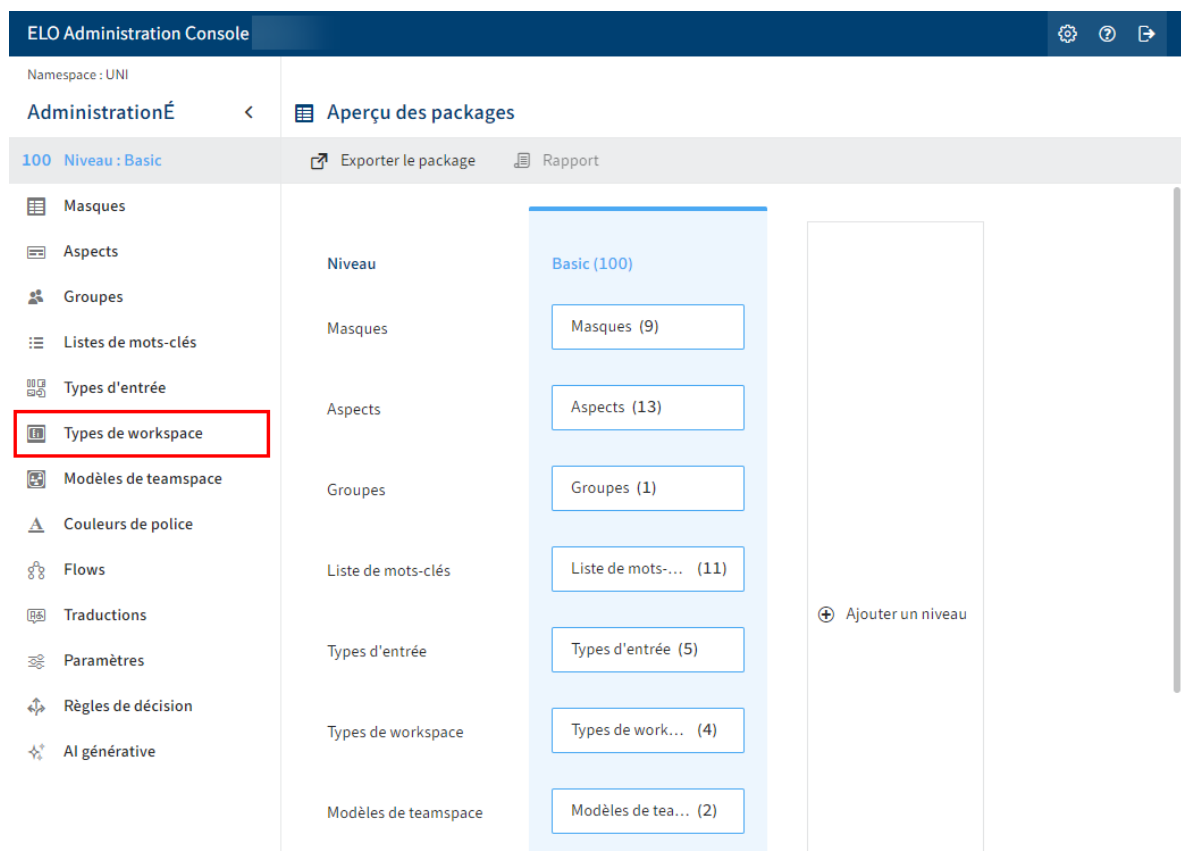 ELO Administration Console
Namespace : UNI
AdministrationÉ
Aperçu des packages
100 Niveau : Basic
Exporter le package
Rapport
Masques
Aspects
Groupes
Listes de mots-clés
Types d'entrée
Types de workspace
Modèles de teamspace
Couleurs de police
Flows
Traductions
Paramètres
Règles de décision
AI générative
Niveau
Basic (100)
Masques
Masques (9)
Aspects
Aspects (13)
Groupes
Groupes (1)
Liste de mots-clés
Liste de mots-... (11)
Types d'entrée
Types d'entrée (5)
Types de workspace
Types de work... (4)
Modèles de teamspace
Modèles de tea... (2)
Ajouter un niveau